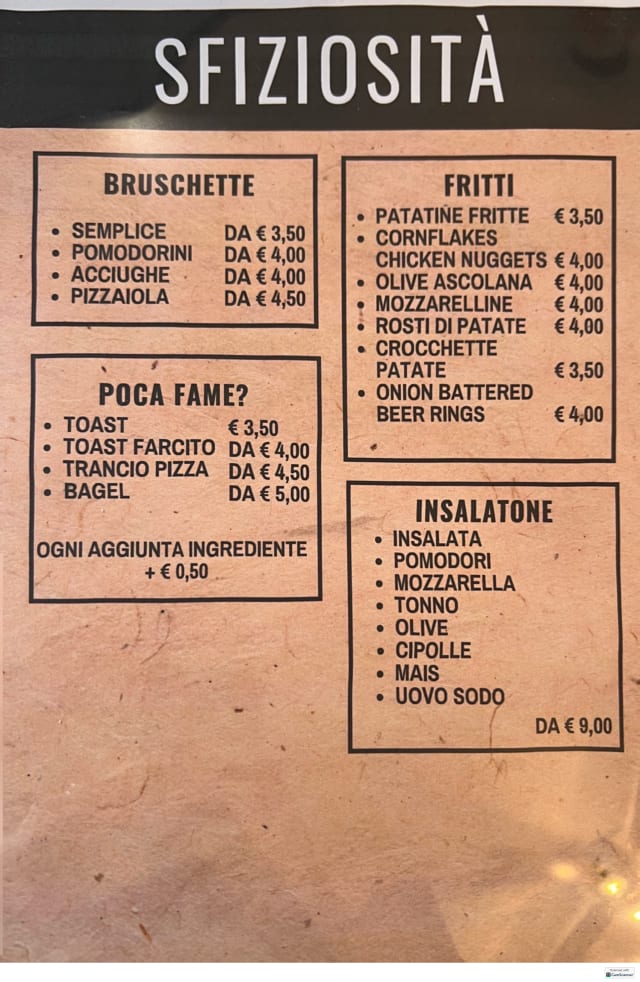 SFIZIOSITÀ
BRUSCHETTE
• SEMPLICE DA € 3,50
• POMODORINI DA € 4,00
• ACCIUGHE DA € 4,00
• PIZZAIOLA DA € 4,50
POCA FAME?
• TOAST € 3,50
• TOAST FARCITO DA € 4,00
• TRANCIO PIZZA DA € 4,50
• BAGEL DA € 5,00
OGNI AGGIUNTA INGREDIENTE
+ € 0,50
FRITTI
• PATATINE FRITTE € 3,50
• CORNFLAKES
CHICKEN NUGGETS € 4,00
• OLIVE ASCOLANA € 4,00
• MOZZARELLINE € 4,00
• ROSTI DI PATATE € 4,00
• CROCCHETTE
PATATE € 3,50
• ONION BATTERED
BEER RINGS € 4,00
INSALATONE
• INSALATA
• POMODORI
• MOZZARELLA
• TONNO
• OLIVE
• CIPOLLE
• MAIS
• UOVO SODO
DA € 9,00
Scanned with
CamScanner